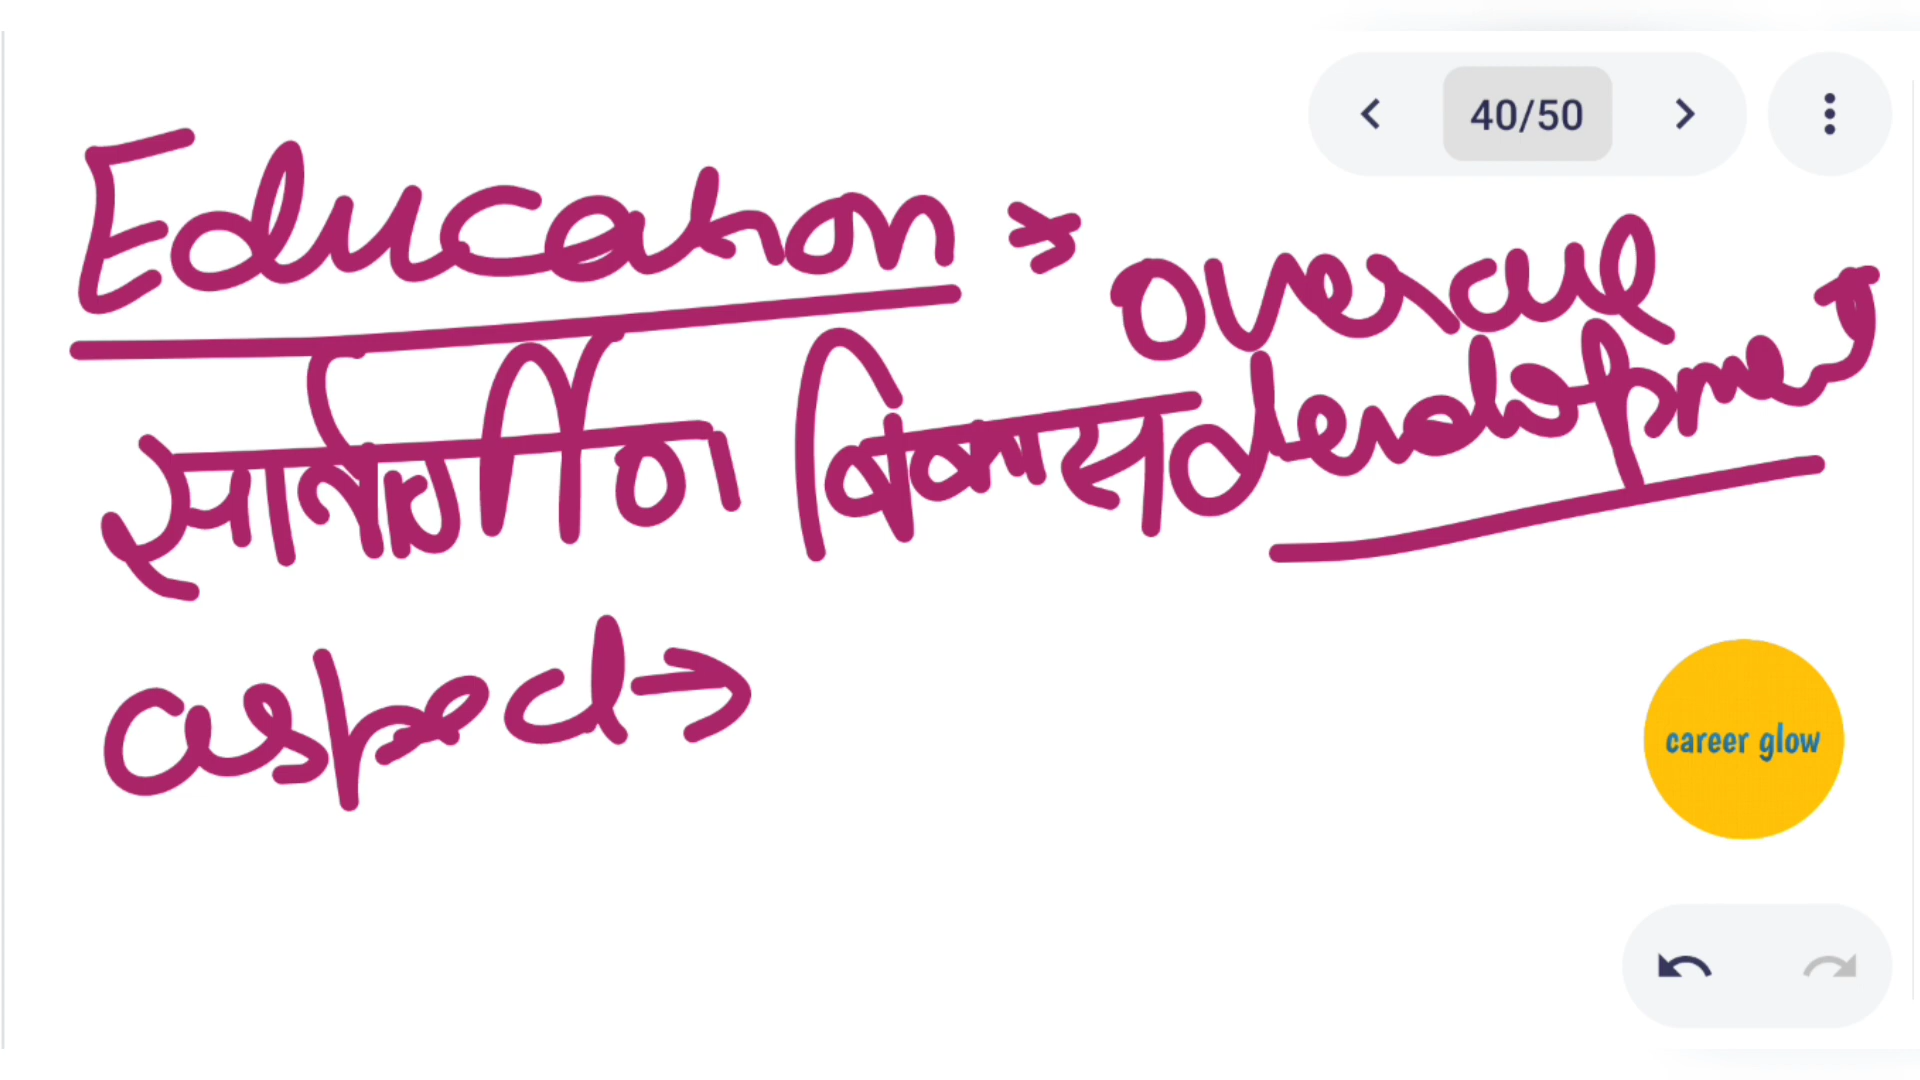 40/50
Education → overall
सर्वांगीण विकास development
aspect →
career glow